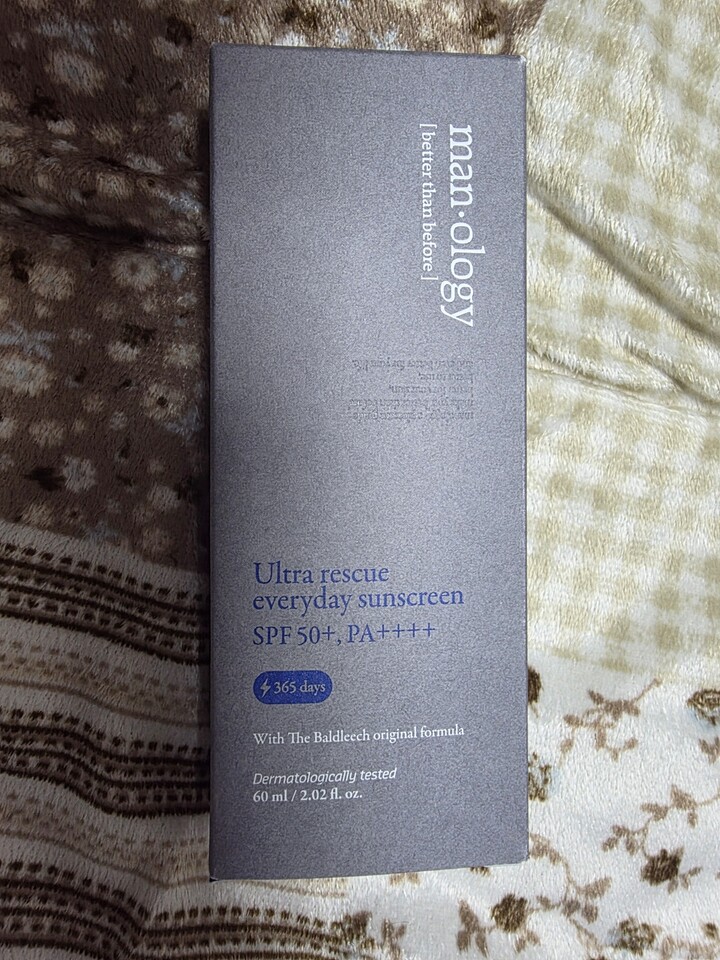 man·ology
[ better than before ]
Ultra rescue
everyday sunscreen
SPF 50+, PA++++
365 days
With The Baldleech original formula
Dermatologically tested
60 ml / 2.02 fl. oz.